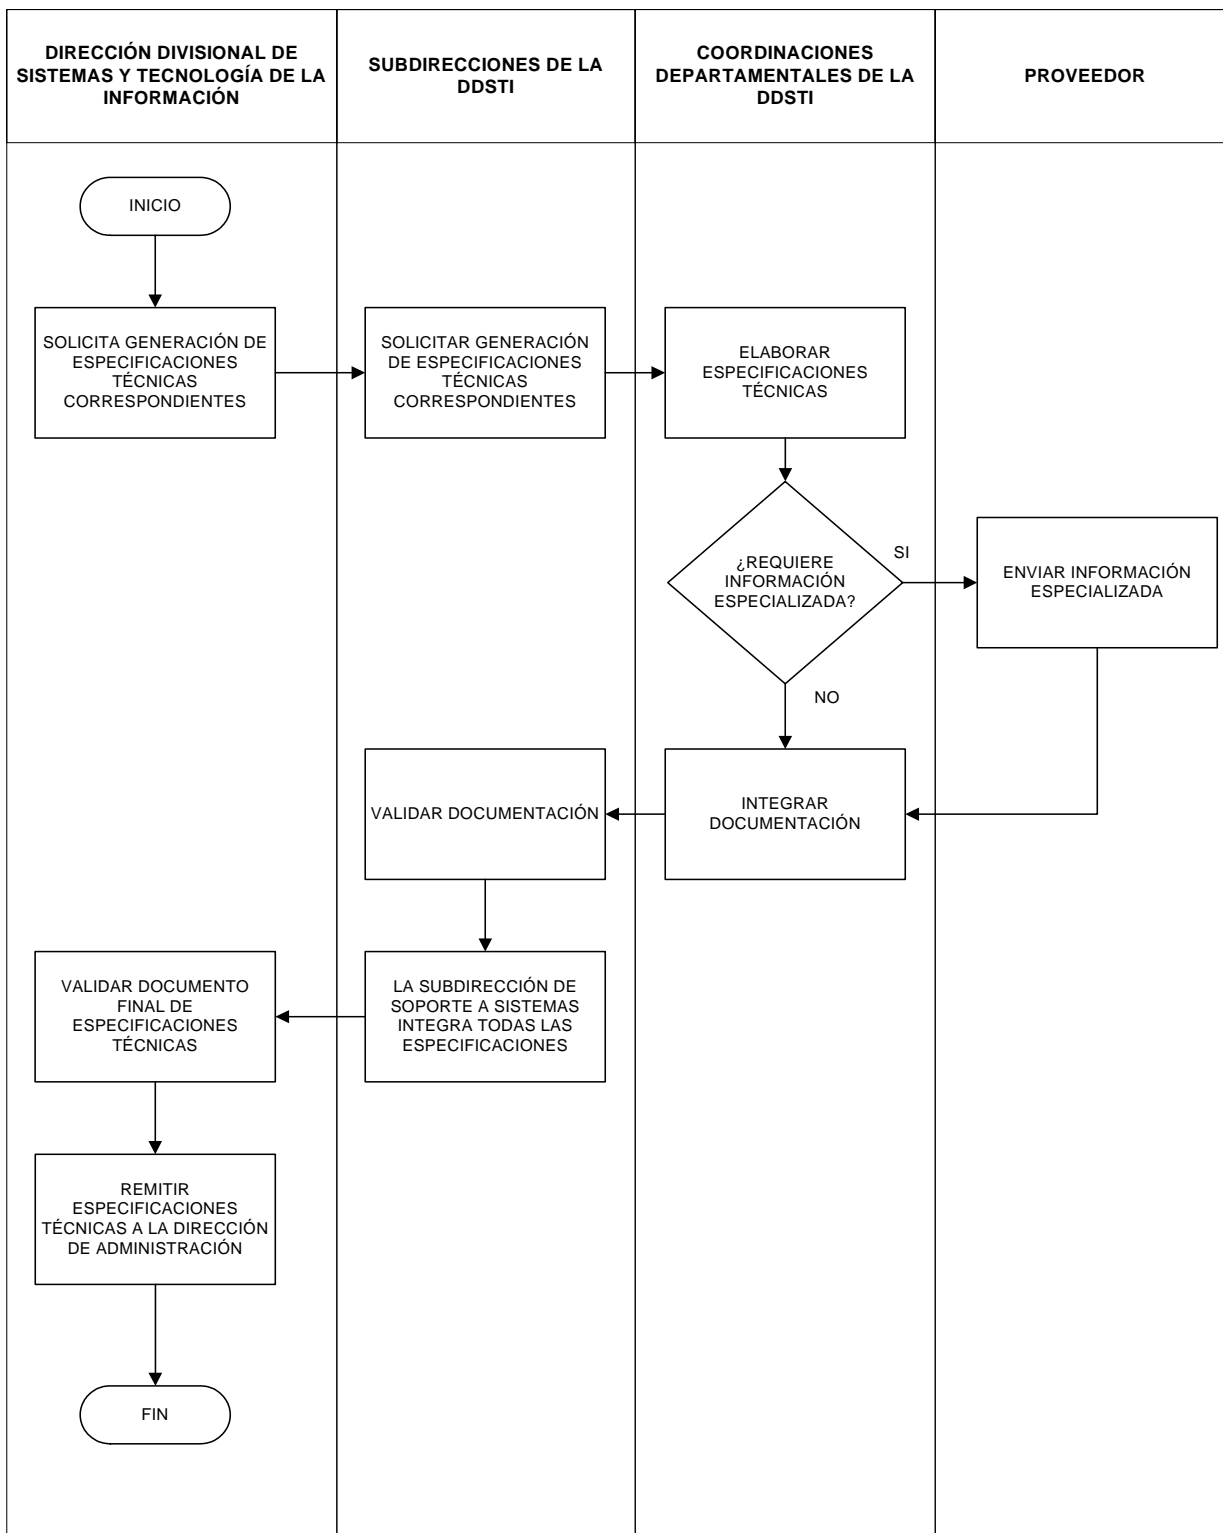 DIRECCIÓN DIVISIONAL DE
SISTEMAS Y TECNOLOGÍA DE LA
INFORMACIÓN
SUBDIRECCIONES DE LA
DDSTI
COORDINACIONES
DEPARTAMENTALES DE LA
DDSTI
PROVEEDOR
INICIO
SOLICITA GENERACIÓN DE
ESPECIFICACIONES
TÉCNICAS
CORRESPONDIENTES
SOLICITAR GENERACIÓN
DE ESPECIFICACIONES
TÉCNICAS
CORRESPONDIENTES
ELABORAR
ESPECIFICACIONES
TÉCNICAS
¿REQUIERE
INFORMACIÓN
ESPECIALIZADA?
SI
ENVIAR INFORMACIÓN
ESPECIALIZADA
NO
INTEGRAR
DOCUMENTACIÓN
VALIDAR DOCUMENTACIÓN
LA SUBDIRECCIÓN DE
SOPORTE A SISTEMAS
INTEGRA TODAS LAS
ESPECIFICACIONES
VALIDAR DOCUMENTO
FINAL DE
ESPECIFICACIONES
TÉCNICAS
REMITIR
ESPECIFICACIONES
TÉCNICAS A LA DIRECCIÓN
DE ADMINISTRACIÓN
FIN